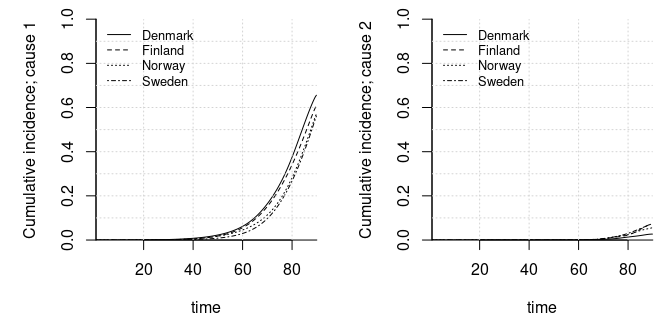 Cumulative incidence; cause 1
1.0
0.8
0.6
0.4
0.2
0.0
Denmark
Finland
Norway
Sweden
20 40 60 80
time
Cumulative incidence; cause 2
1.0
0.8
0.6
0.4
0.2
0.0
Denmark
Finland
Norway
Sweden
20 40 60 80
time